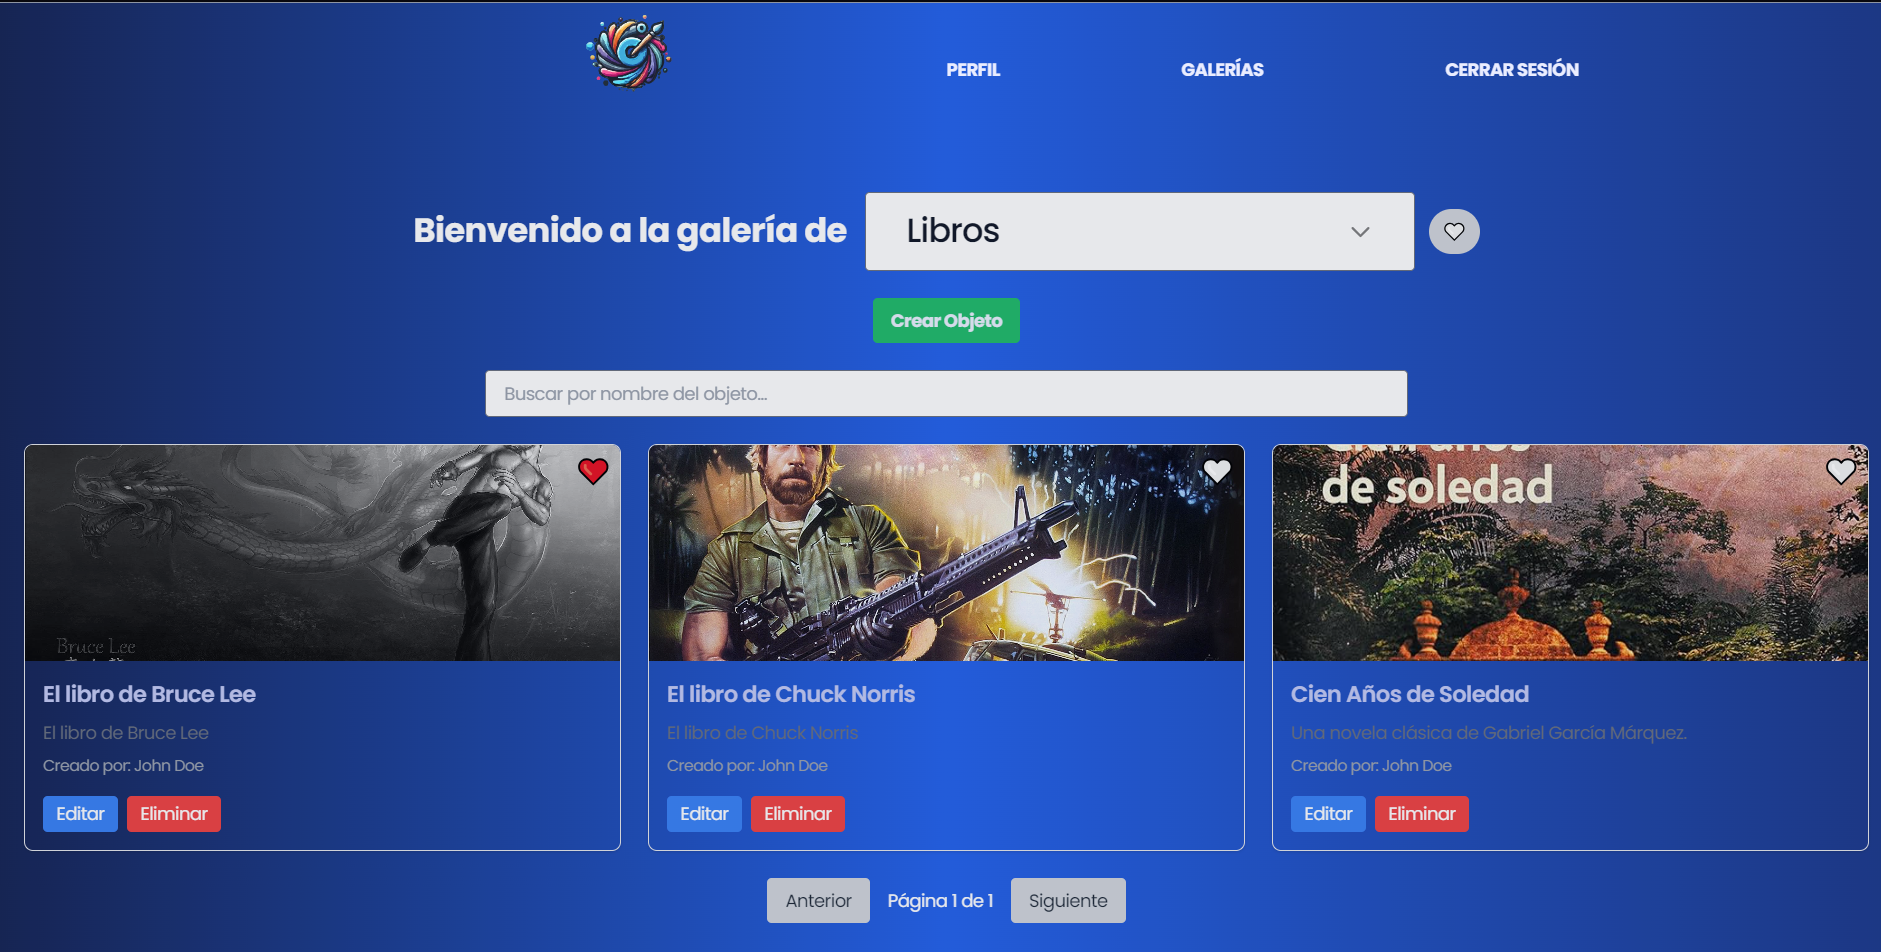 PERFIL
GALERÍAS
CERRAR SESIÓN
Bienvenido a la galería de
Libros
Crear Objeto
Buscar por nombre del objeto...
Bruce Lee
de soledad
El libro de Bruce Lee
El libro de Bruce Lee
Creado por: John Doe
Editar
Eliminar
El libro de Chuck Norris
El libro de Chuck Norris
Creado por: John Doe
Editar
Eliminar
Cien Años de Soledad
Una novela clásica de Gabriel García Márquez.
Creado por: John Doe
Editar
Eliminar
Anterior
Página 1 de 1
Siguiente